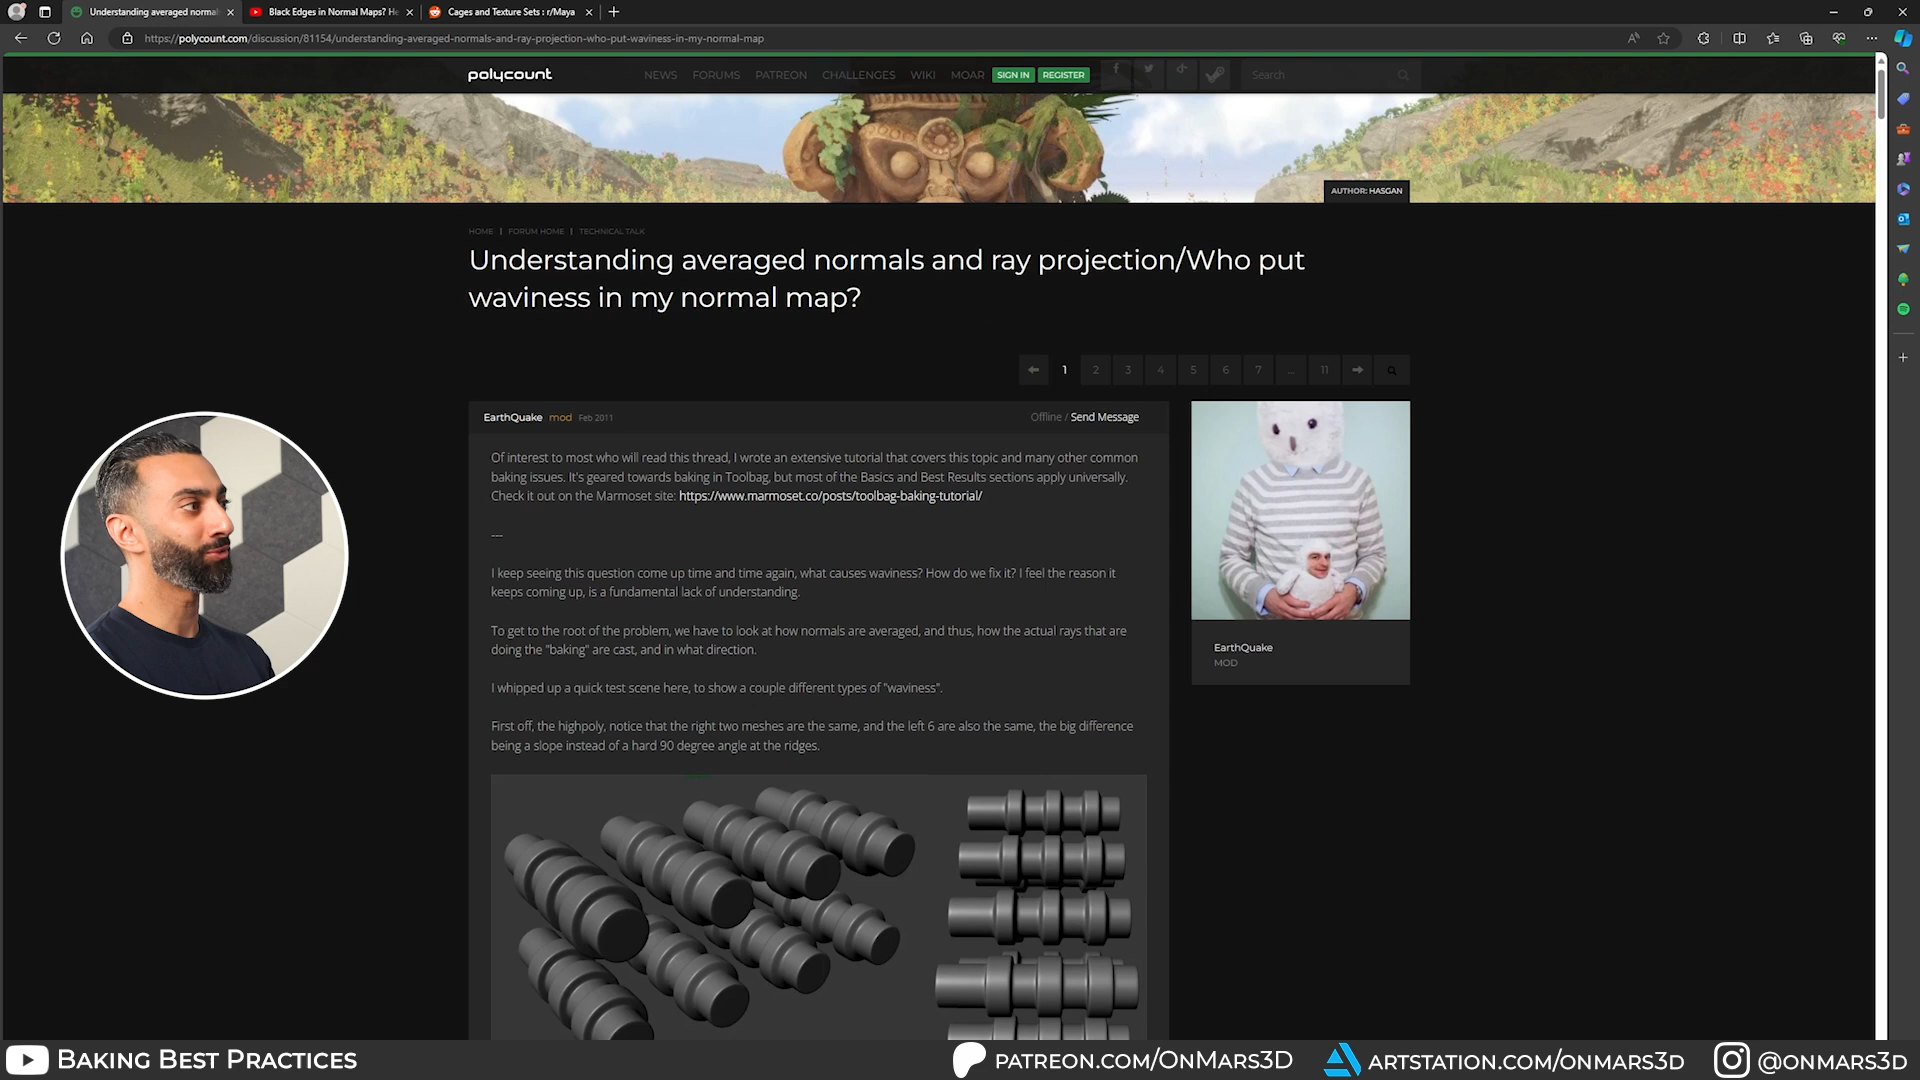 Understanding averaged normal
Black Edges in Normal Maps? He
Cages and Texture Sets : r/Maya
https://polycount.com/discussion/81154/understanding-averaged-normals-and-ray-projection-who-put-waviness-in-my-normal-map
polycount
NEWS FORUMS PATREON CHALLENGES WIKI MOAR SIGN IN REGISTER Search
AUTHOR: HASGAN
HOME | FORUM HOME | TECHNICAL TALK
Understanding averaged normals and ray projection/Who put
waviness in my normal map?
1 2 3 4 5 6 7 ... 11
EarthQuake mod Feb 2011 Offline / Send Message
Of interest to most who will read this thread, I wrote an extensive tutorial that covers this topic and many other common
baking issues. It's geared towards baking in Toolbag, but most of the Basics and Best Results sections apply universally.
Check it out on the Marmoset site: https://www.marmoset.co/posts/toolbag-baking-tutorial/
---
I keep seeing this question come up time and time again, what causes waviness? How do we fix it? I feel the reason it
keeps coming up, is a fundamental lack of understanding.
To get to the root of the problem, we have to look at how normals are averaged, and thus, how the actual rays that are
doing the "baking" are cast, and in what direction.
I whipped up a quick test scene here, to show a couple different types of "waviness".
First off, the highpoly, notice that the right two meshes are the same, and the left 6 are also the same, the big difference
being a slope instead of a hard 90 degree angle at the ridges.
EarthQuake
MOD
BAKING BEST PRACTICES
PATREON.COM/ONMARS3D
ARTSTATION.COM/ONMARS3D
@ONMARS3D